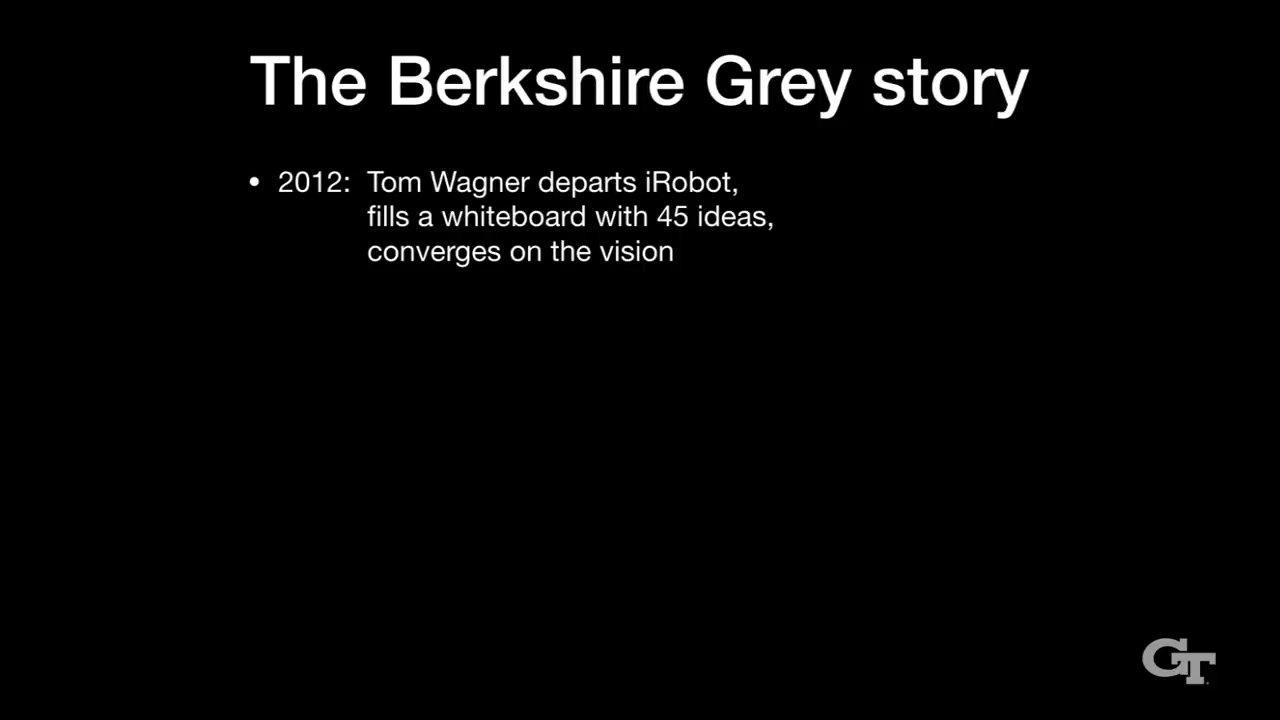 The Berkshire Grey story
• 2012: Tom Wagner departs iRobot,
fills a whiteboard with 45 ideas,
converges on the vision
GT